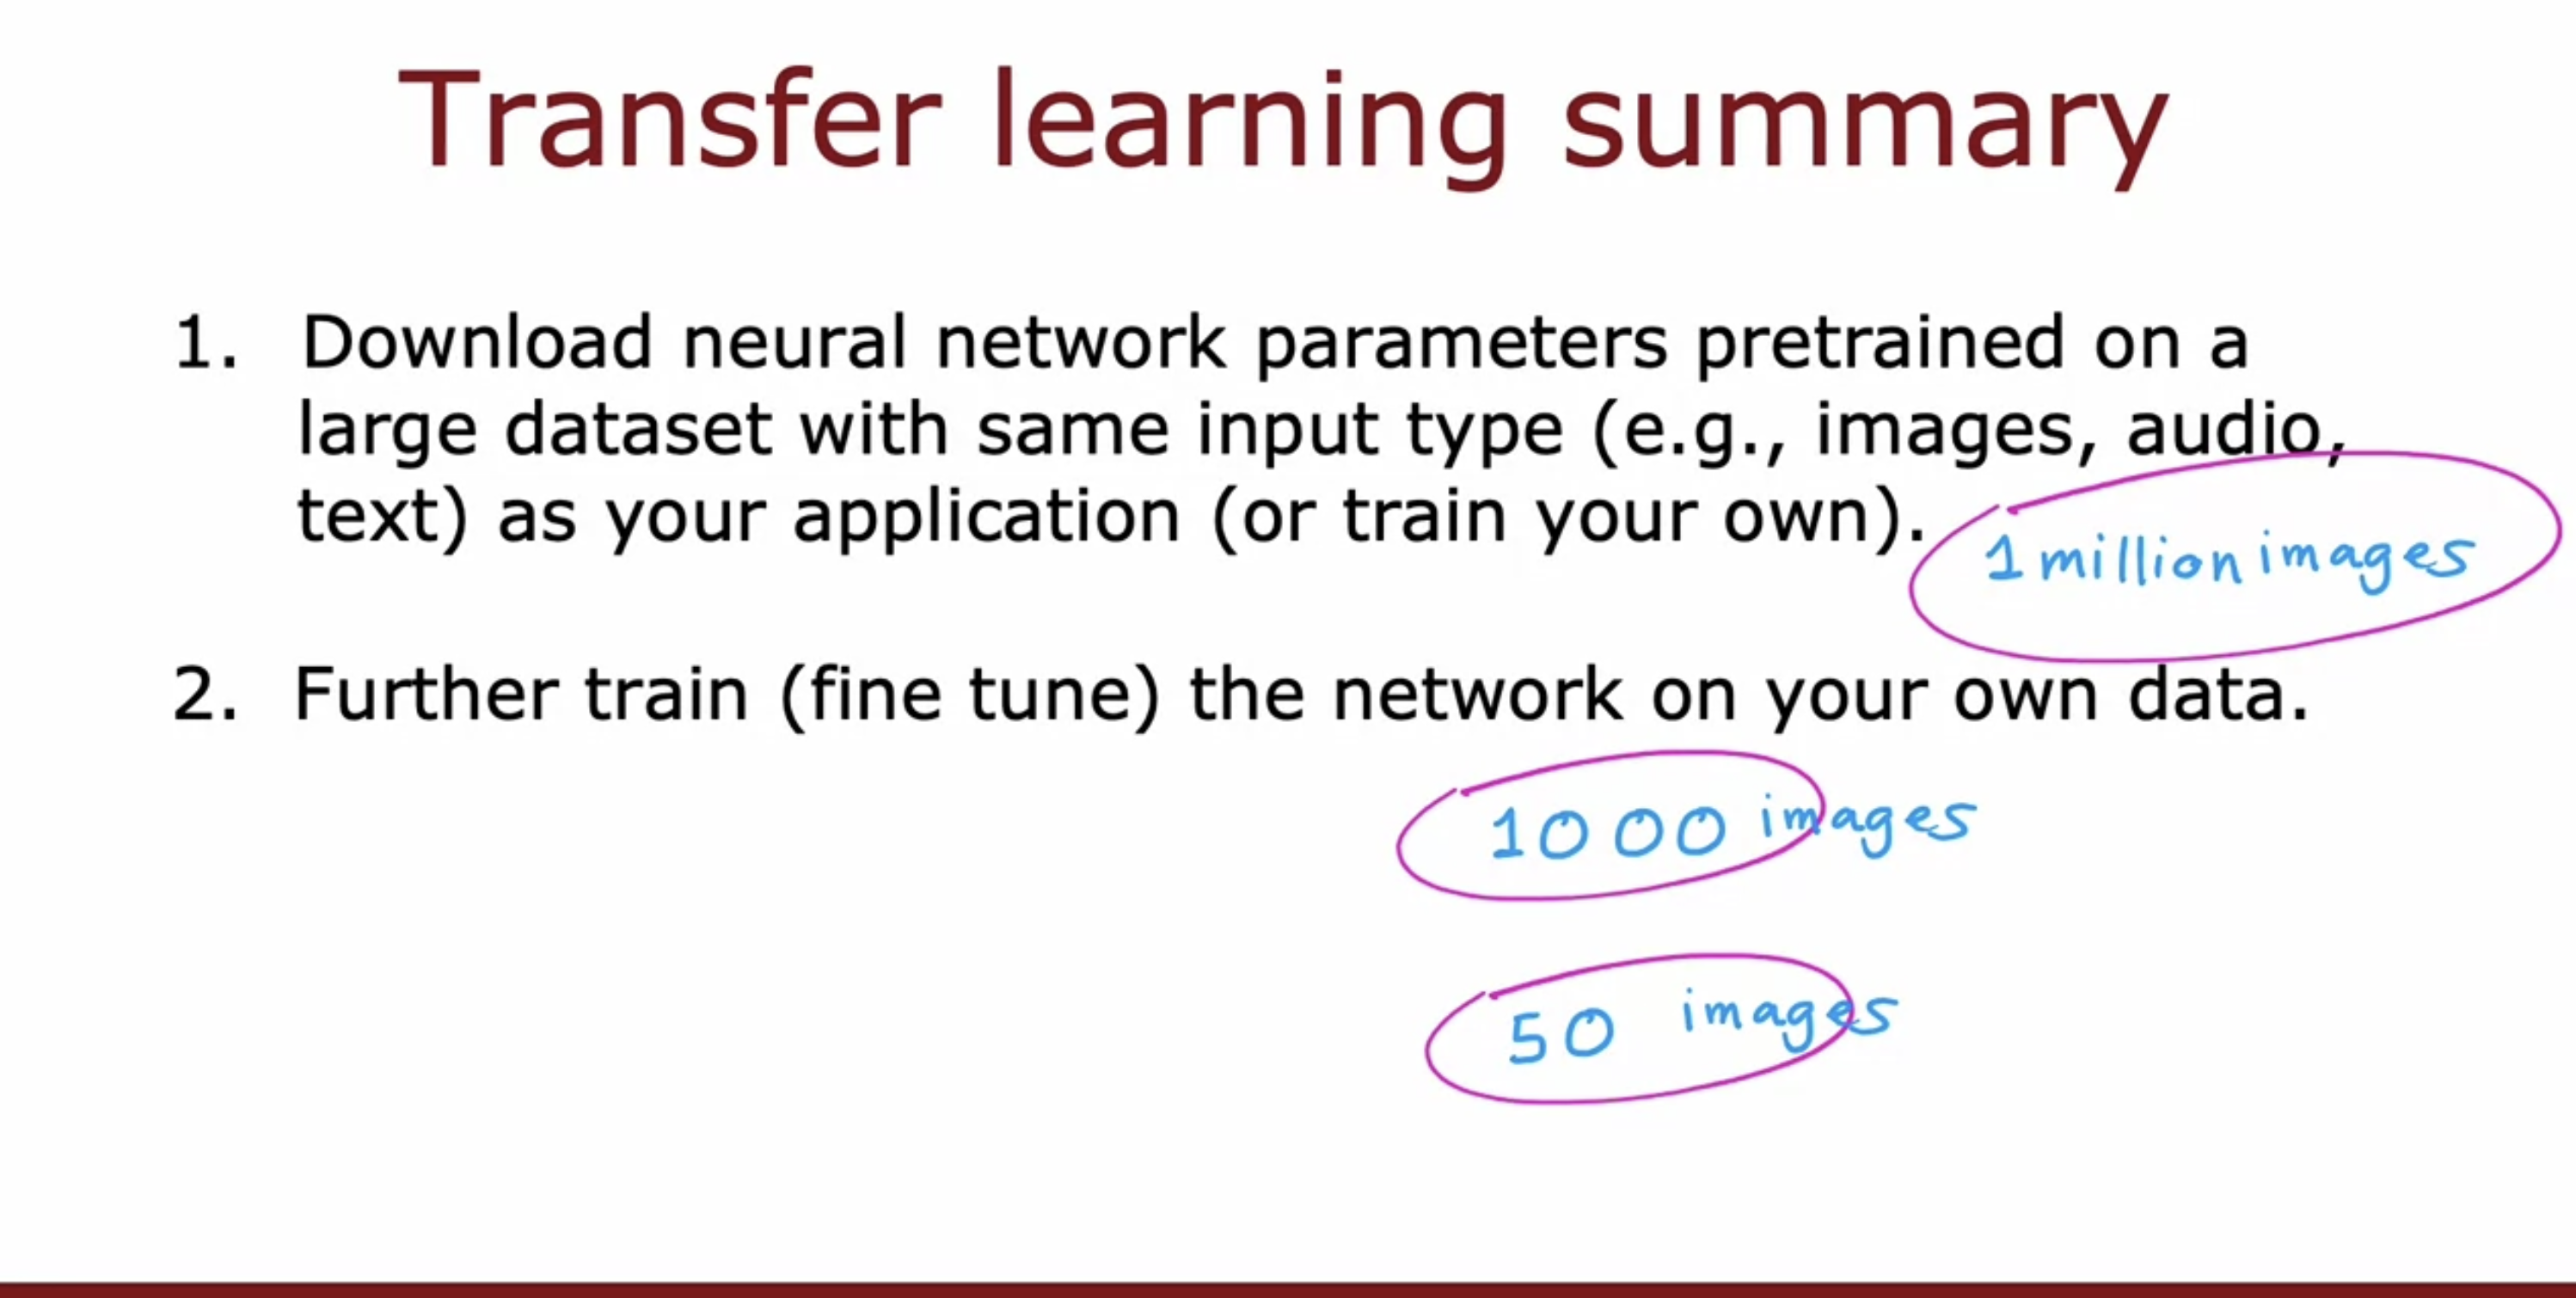 Transfer learning summary
1. Download neural network parameters pretrained on a
large dataset with same input type (e.g., images, audio,
text) as your application (or train your own).
1 million images
2. Further train (fine tune) the network on your own data.
1000 images
50 images